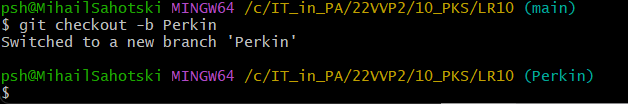 psh@MihailSahotski MINGW64 /c/IT_in_PA/22VVP2/10_PKS/LR10 (main)
$ git checkout -b Perkin
Switched to a new branch 'Perkin'
psh@MihailSahotski MINGW64 /c/IT_in_PA/22VVP2/10_PKS/LR10 (Perkin)
$